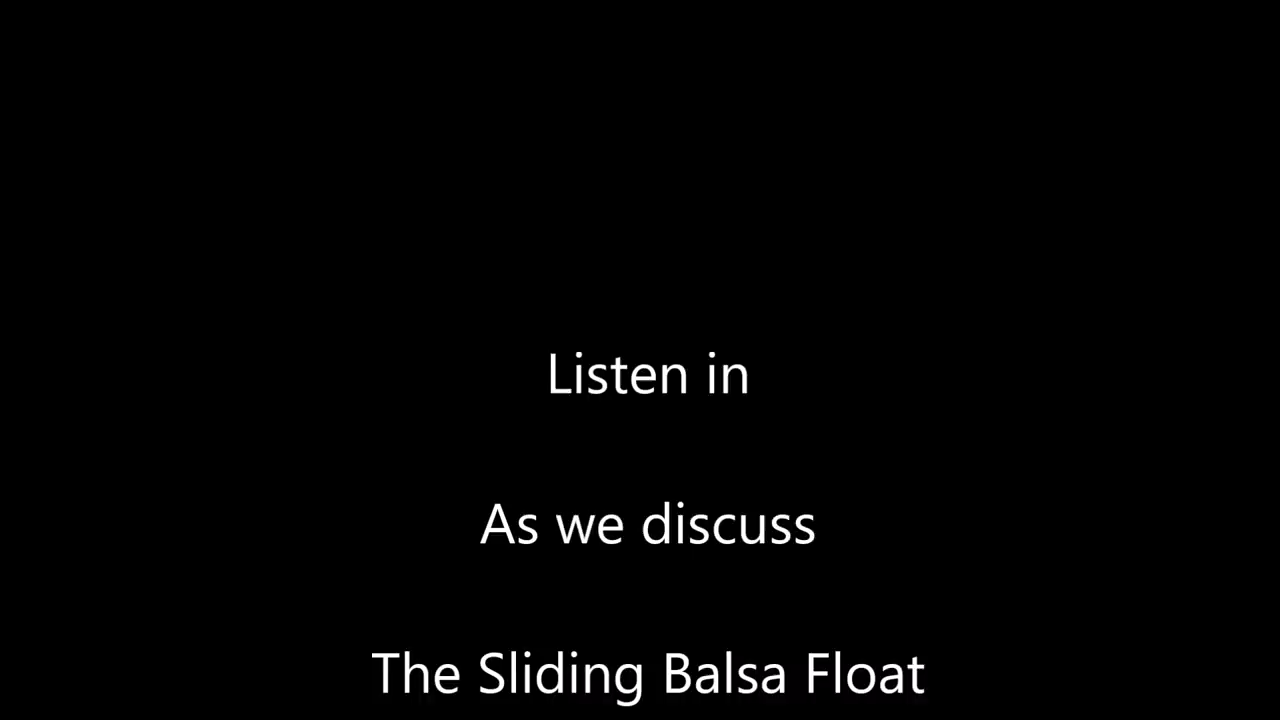 Listen in
As we discuss
The Sliding Balsa Float